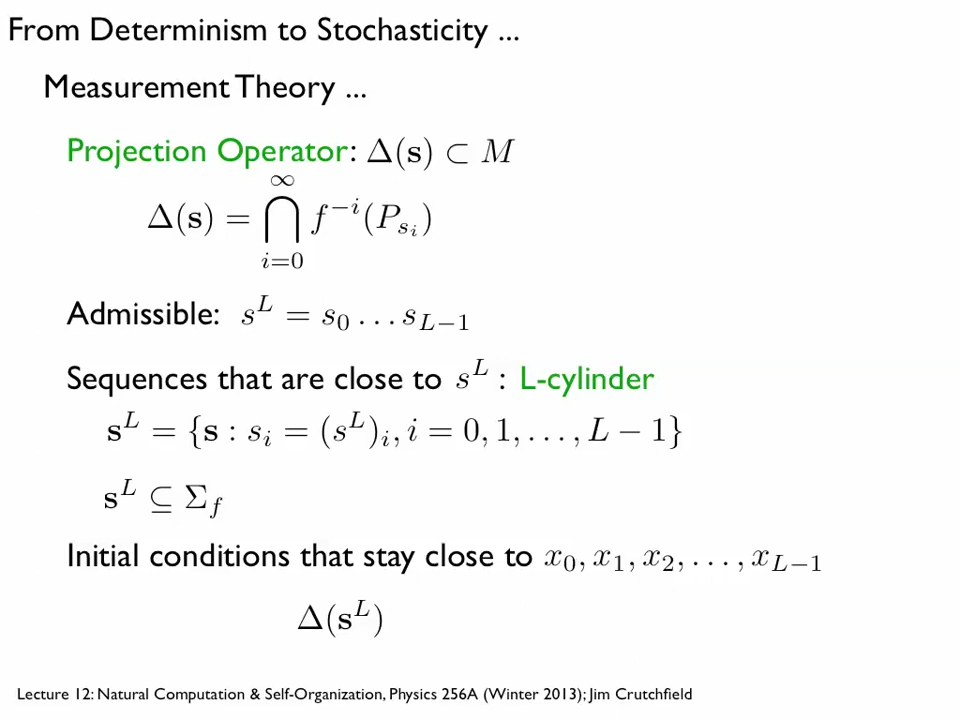 From Determinism to Stochasticity ...
Measurement Theory ...
Projection Operator: Δ(𝐬) ⊂ M
Δ(𝐬) = ⋂_{i=0}^{∞} f^{-i}(P_{s_i})
Admissible: s^L = s_0 . . . s_{L−1}
Sequences that are close to s^L : L-cylinder
𝐬^L = {𝐬 : s_i = (s^L)_i, i = 0, 1, . . . , L − 1}
𝐬^L ⊆ Σ_f
Initial conditions that stay close to x_0, x_1, x_2, . . . , x_{L−1}
Δ(𝐬^L)
Lecture 12: Natural Computation & Self-Organization, Physics 256A (Winter 2013); Jim Crutchfield